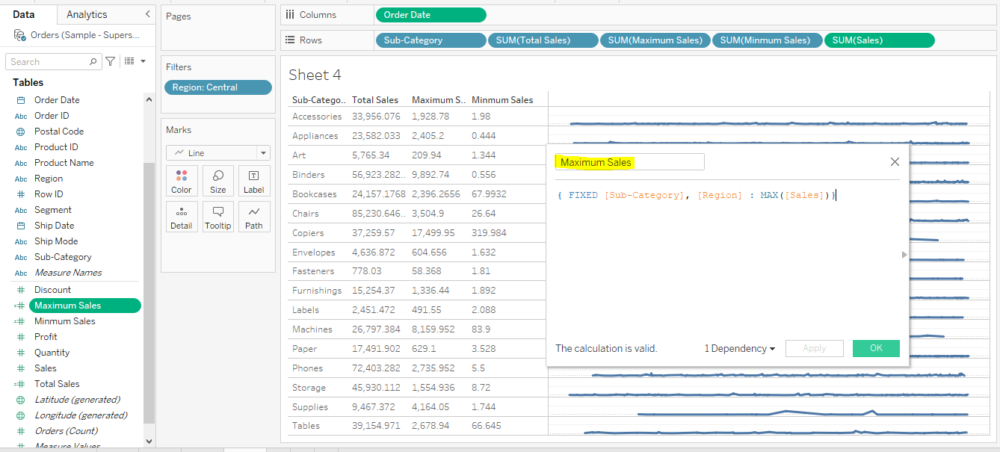 Data
Analytics
Orders (Sample - Supers...
Search
Tables
Order Date
Abc Order ID
Postal Code
Abc Product ID
Abc Product Name
Abc Region
Row ID
Abc Segment
Ship Date
Abc Ship Mode
Abc Sub-Category
Abc Measure Names
Discount
Maximum Sales
Minmum Sales
Profit
Quantity
Sales
Total Sales
Latitude (generated)
Longitude (generated)
Orders (Count)
Measure Values
Pages
Filters
Region: Central
Marks
Line
Color Size Label
Detail Tooltip Path
Columns Order Date
Rows Sub-Category SUM(Total Sales) SUM(Maximum Sales) SUM(Minmum Sales) SUM(Sales)
Sheet 4
Sub-Catego.. Total Sales Maximum S.. Minmum Sales
Accessories 33,956.076 1,928.78 1.98
Appliances 23,582.033 2,405.2 0.444
Art 5,765.34 209.94 1.344
Binders 56,923.282.. 9,892.74 0.556
Bookcases 24,157.1768 2,396.2656 67.9932
Chairs 85,230.646.. 3,504.9 26.64
Copiers 37,259.57 17,499.95 319.984
Envelopes 4,636.872 604.656 1.632
Fasteners 778.03 58.368 1.81
Furnishings 15,254.37 1,336.44 1.892
Labels 2,451.472 491.55 2.088
Machines 26,797.384 8,159.952 83.9
Paper 17,491.902 629.1 3.528
Phones 72,403.282 2,735.952 5.5
Storage 45,930.112 1,554.936 8.72
Supplies 9,467.372 4,164.05 1.744
Tables 39,154.971 2,678.94 66.645
Maximum Sales
{ FIXED [Sub-Category], [Region] : MAX([Sales])}
The calculation is valid.
1 Dependency
Apply
OK